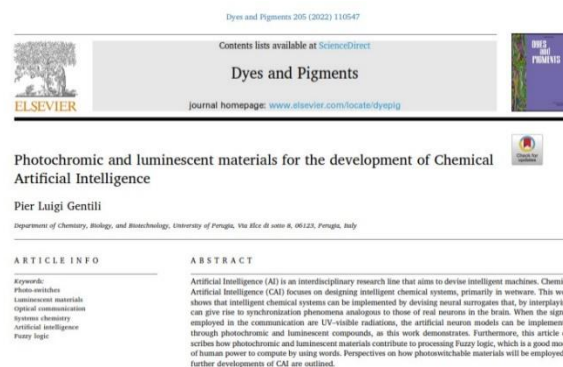 Dyes and Pigments 205 (2022) 110547
Contents lists available at ScienceDirect
Dyes and Pigments
journal homepage: www.elsevier.com/locate/dyepig
ELSEVIER
DYES
and
PIGMENTS
Check for
updates
Photochromic and luminescent materials for the development of Chemical
Artificial Intelligence
Pier Luigi Gentili
Department of Chemistry, Biology, and Biotechnology, University of Perugia, Via Elce di sotto 8, 06123, Perugia, Italy
ARTICLE INFO
Keywords:
Photo-switches
Luminescent materials
Optical communication
Systems chemistry
Artificial intelligence
Fuzzy logic
ABSTRACT
Artificial Intelligence (AI) is an interdisciplinary research line that aims to devise intelligent machines. Chemi
Artificial Intelligence (CAI) focuses on designing intelligent chemical systems, primarily in wetware. This wo
shows that intelligent chemical systems can be implemented by devising neural surrogates that, by interplayi
can give rise to synchronization phenomena analogous to those of real neurons in the brain. When the sign
employed in the communication are UV–visible radiations, the artificial neuron models can be implement
through photochromic and luminescent compounds, as this work demonstrates. Furthermore, this article d
scribes how photochromic and luminescent materials contribute to processing Fuzzy logic, which is a good mod
of human power to compute by using words. Perspectives on how photoswitchable materials will be employed
further developments of CAI are outlined.